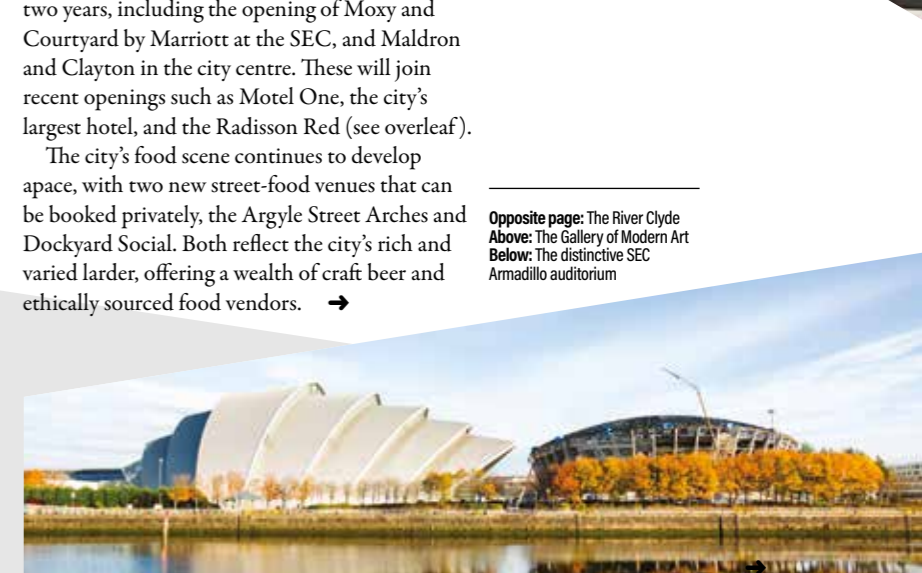 two years, including the opening of Moxy and
Courtyard by Marriott at the SEC, and Maldron
and Clayton in the city centre. These will join
recent openings such as Motel One, the city’s
largest hotel, and the Radisson Red (see overleaf).
The city’s food scene continues to develop
apace, with two new street-food venues that can
be booked privately, the Argyle Street Arches and
Dockyard Social. Both reflect the city’s rich and
varied larder, offering a wealth of craft beer and
ethically sourced food vendors. ➜
Opposite page: The River Clyde
Above: The Gallery of Modern Art
Below: The distinctive SEC
Armadillo auditorium